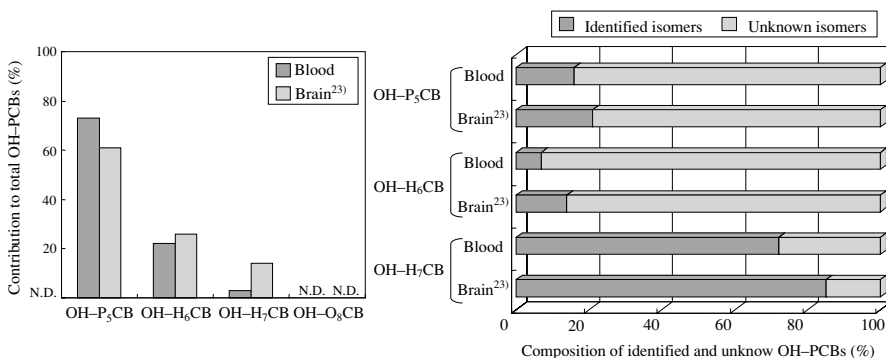 100
80
60
40
20
N.D.
Contribution to total OH–PCBs (%)
Blood
Brain23)
N.D. N.D.
OH–P5CB OH–H6CB OH–H7CB OH–O8CB
Identified isomers Unknown isomers
OH–P5CB
Blood
Brain23)
OH–H6CB
Blood
Brain23)
OH–H7CB
Blood
Brain23)
0 20 40 60 80 100
Composition of identified and unknow OH–PCBs (%)